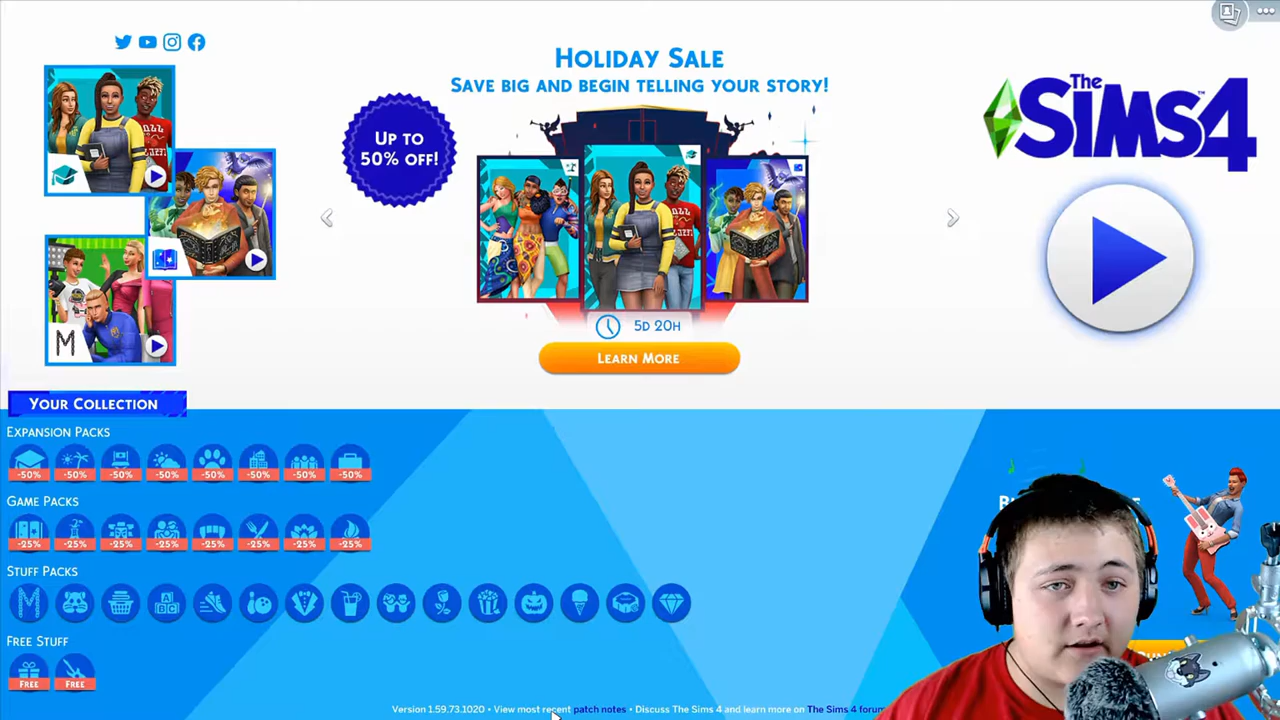 HOLIDAY SALE
SAVE BIG AND BEGIN TELLING YOUR STORY!
UP TO
50% OFF!
THE SIMS 4
M
5D 20H
LEARN MORE
YOUR COLLECTION
EXPANSION PACKS
-50% -50% -50% -50% -50% -50% -50% -50%
GAME PACKS
-25% -25% -25% -25% -25% -25% -25% -25%
STUFF PACKS
FREE STUFF
FREE FREE
Version 1.59.73.1020 • View most recent patch notes • Discuss The Sims 4 and learn more on The Sims 4 forum